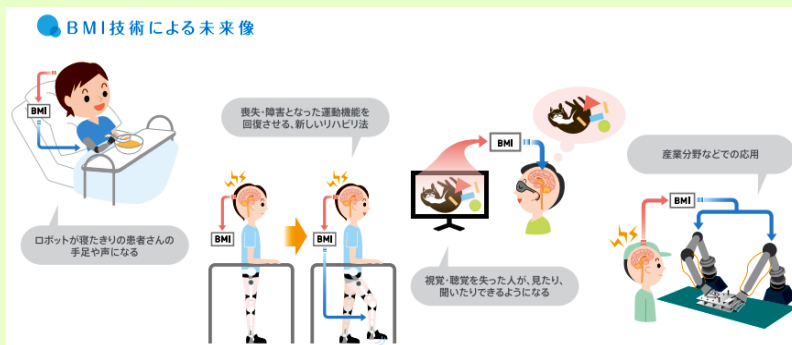 BMI技術による未来像
BMI
ロボットが寝たきりの患者さんの
手足や声になる
喪失・障害となった運動機能を
回復させる、新しいリハビリ法
BMI
BMI
BMI
視覚・聴覚を失った人が、見たり、
聞いたりできるようになる
産業分野などでの応用
BMI